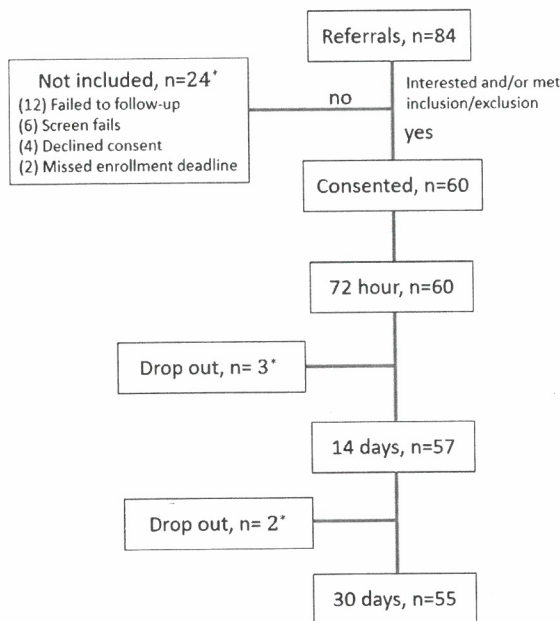 Referrals, n=84
Not included, n=24*
(12) Failed to follow-up
(6) Screen fails
(4) Declined consent
(2) Missed enrollment deadline
no
Interested and/or met
inclusion/exclusion
yes
Consented, n=60
72 hour, n=60
Drop out, n= 3*
14 days, n=57
Drop out, n= 2*
30 days, n=55